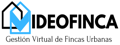 VIDEOFINCA
Gestión Virtual de Fincas Urbanas